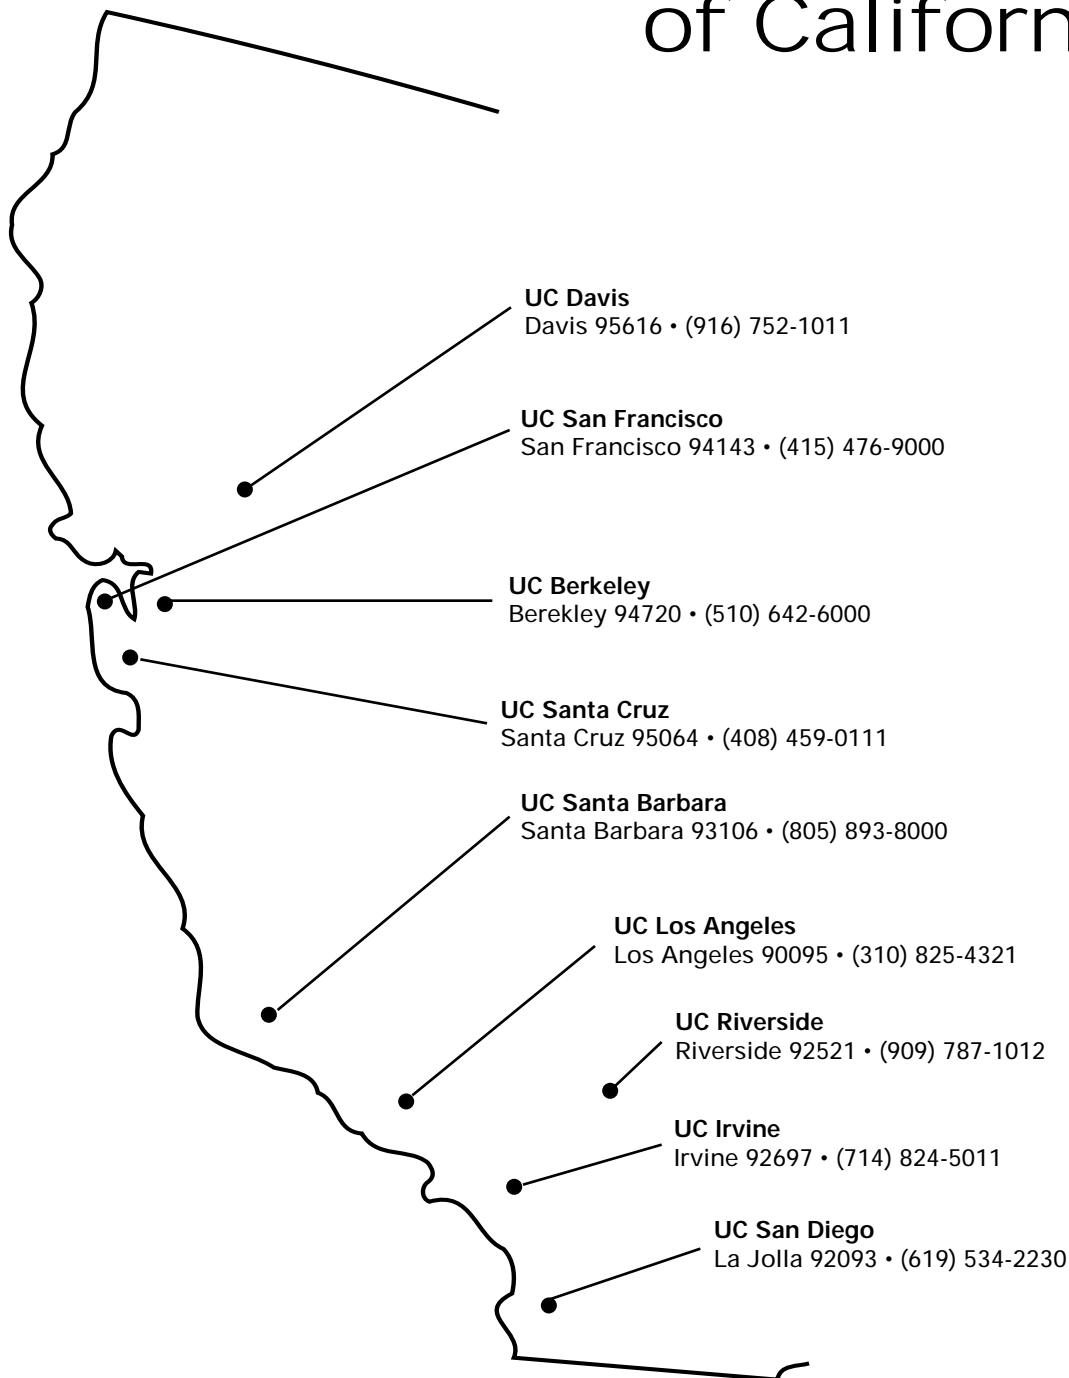 of Californ
UC Davis
Davis 95616 • (916) 752-1011
UC San Francisco
San Francisco 94143 • (415) 476-9000
UC Berkeley
Berekley 94720 • (510) 642-6000
UC Santa Cruz
Santa Cruz 95064 • (408) 459-0111
UC Santa Barbara
Santa Barbara 93106 • (805) 893-8000
UC Los Angeles
Los Angeles 90095 • (310) 825-4321
UC Riverside
Riverside 92521 • (909) 787-1012
UC Irvine
Irvine 92697 • (714) 824-5011
UC San Diego
La Jolla 92093 • (619) 534-2230